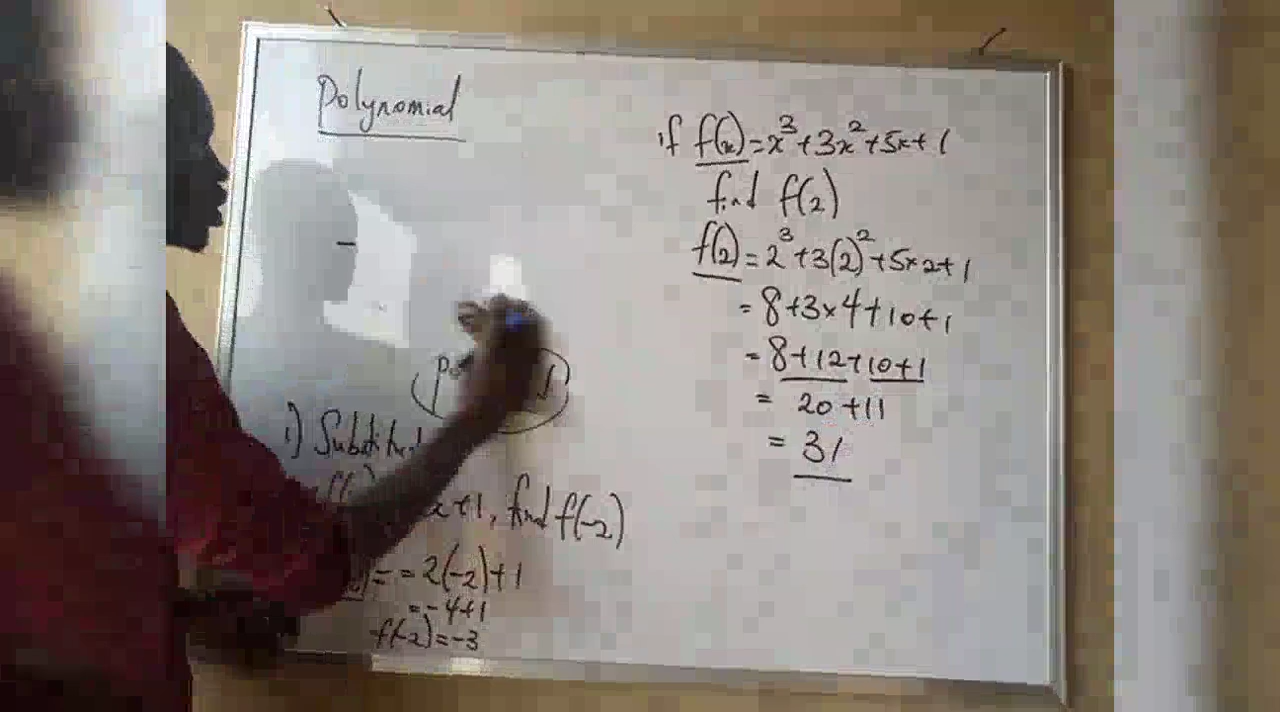 Polynomial
i) Substitut
x+1, find f(-2)
= = 2(-2)+1
= -4+1
f(-2) = -3
if f(x) = x³+3x²+5x+1
find f(2)
f(2) = 2³+3(2)²+5×2+1
= 8+3×4+10+1
= 8+12+10+1
= 20+11
= 31